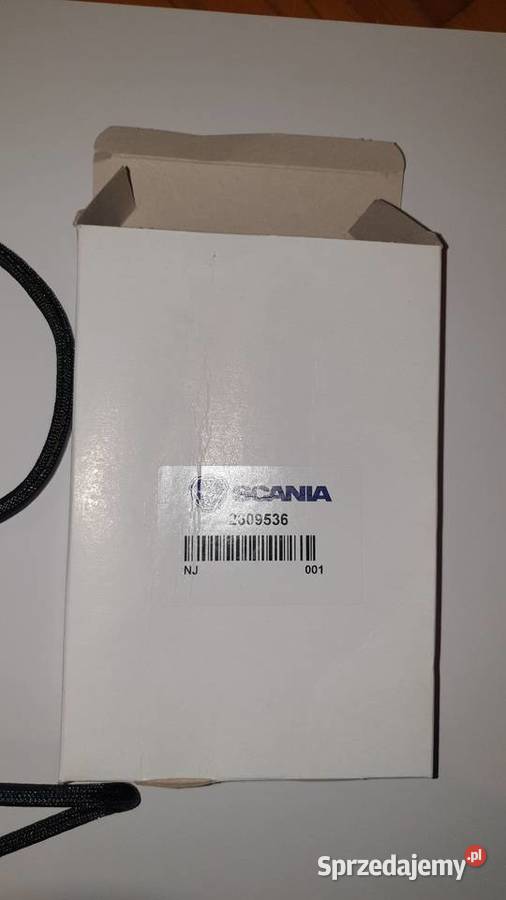 SCANIA
2609536
NJ 001
Sprzedajemy.pl